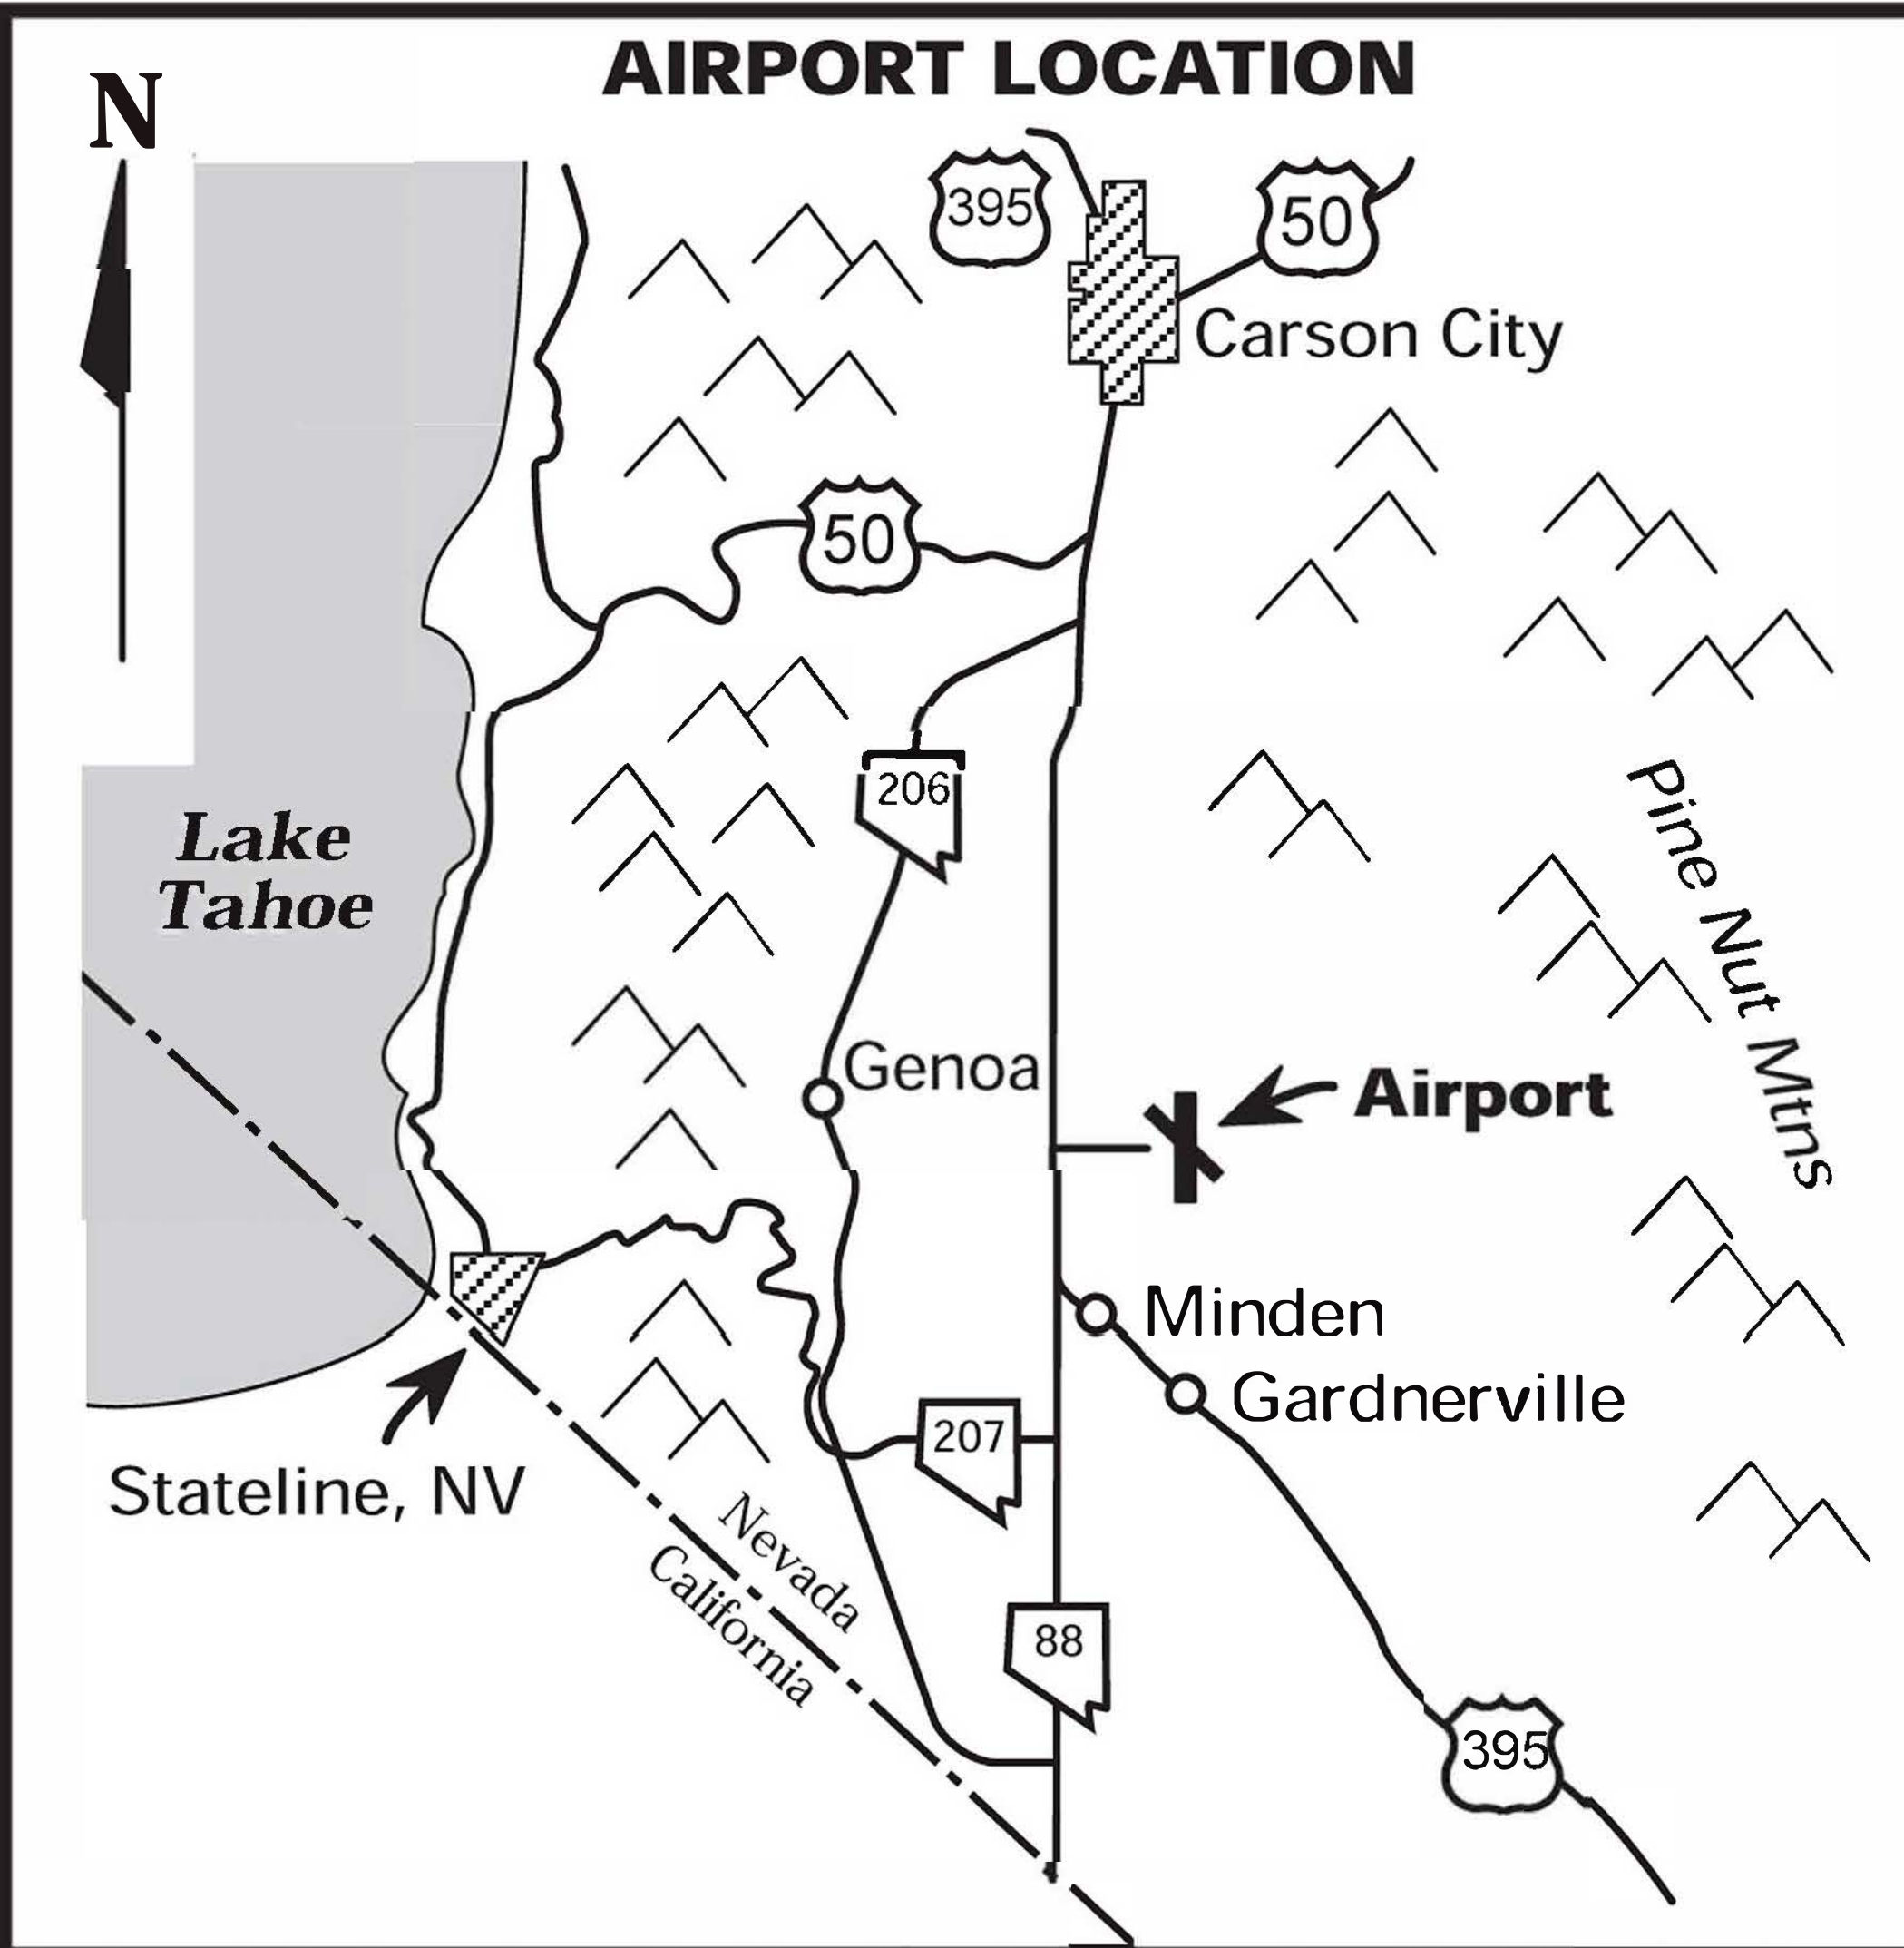 AIRPORT LOCATION
N
395
50
Carson City
50
206
Lake
Tahoe
Pine Nut Mtns
Genoa
Airport
Minden
Gardnerville
207
Stateline, NV
Nevada
California
88
395